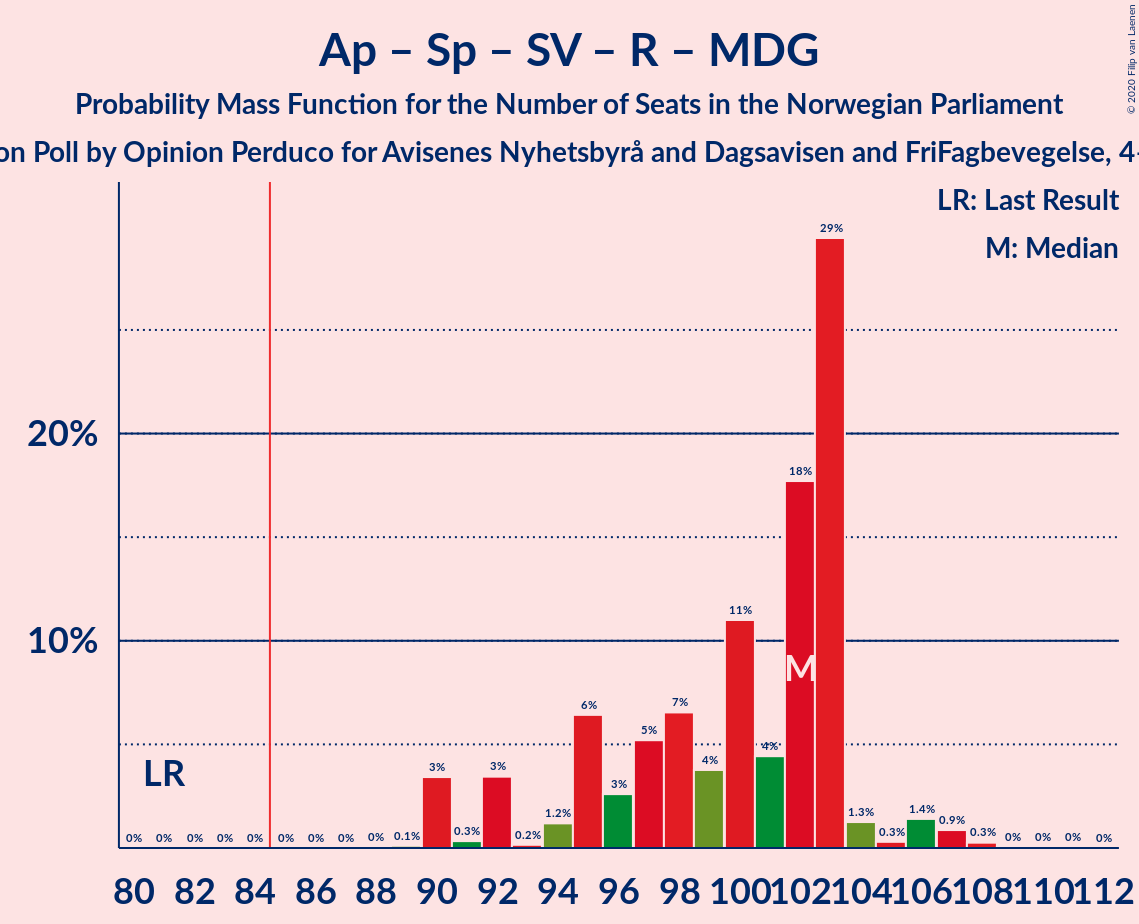 Ap – Sp – SV – R – MDG
Probability Mass Function for the Number of Seats in the Norwegian Parliament
on Poll by Opinion Perduco for Avisenes Nyhetsbyrå and Dagsavisen and FriFagbevegelse, 4–
© 2020 Filip van Laenen
LR: Last Result
M: Median
29%
20%
18%
11%
10%
M
7%
6%
5%
4%
4%
LR
3%
3%
3%
0% 0% 0% 0% 0% 0% 0% 0% 0% 0.1% 0.3% 0.2% 1.2% 1.3% 0.3% 1.4% 0.9% 0.3% 0% 0% 0% 0%
80 82 84 86 88 90 92 94 96 98 100 102 104 106 108 110 112